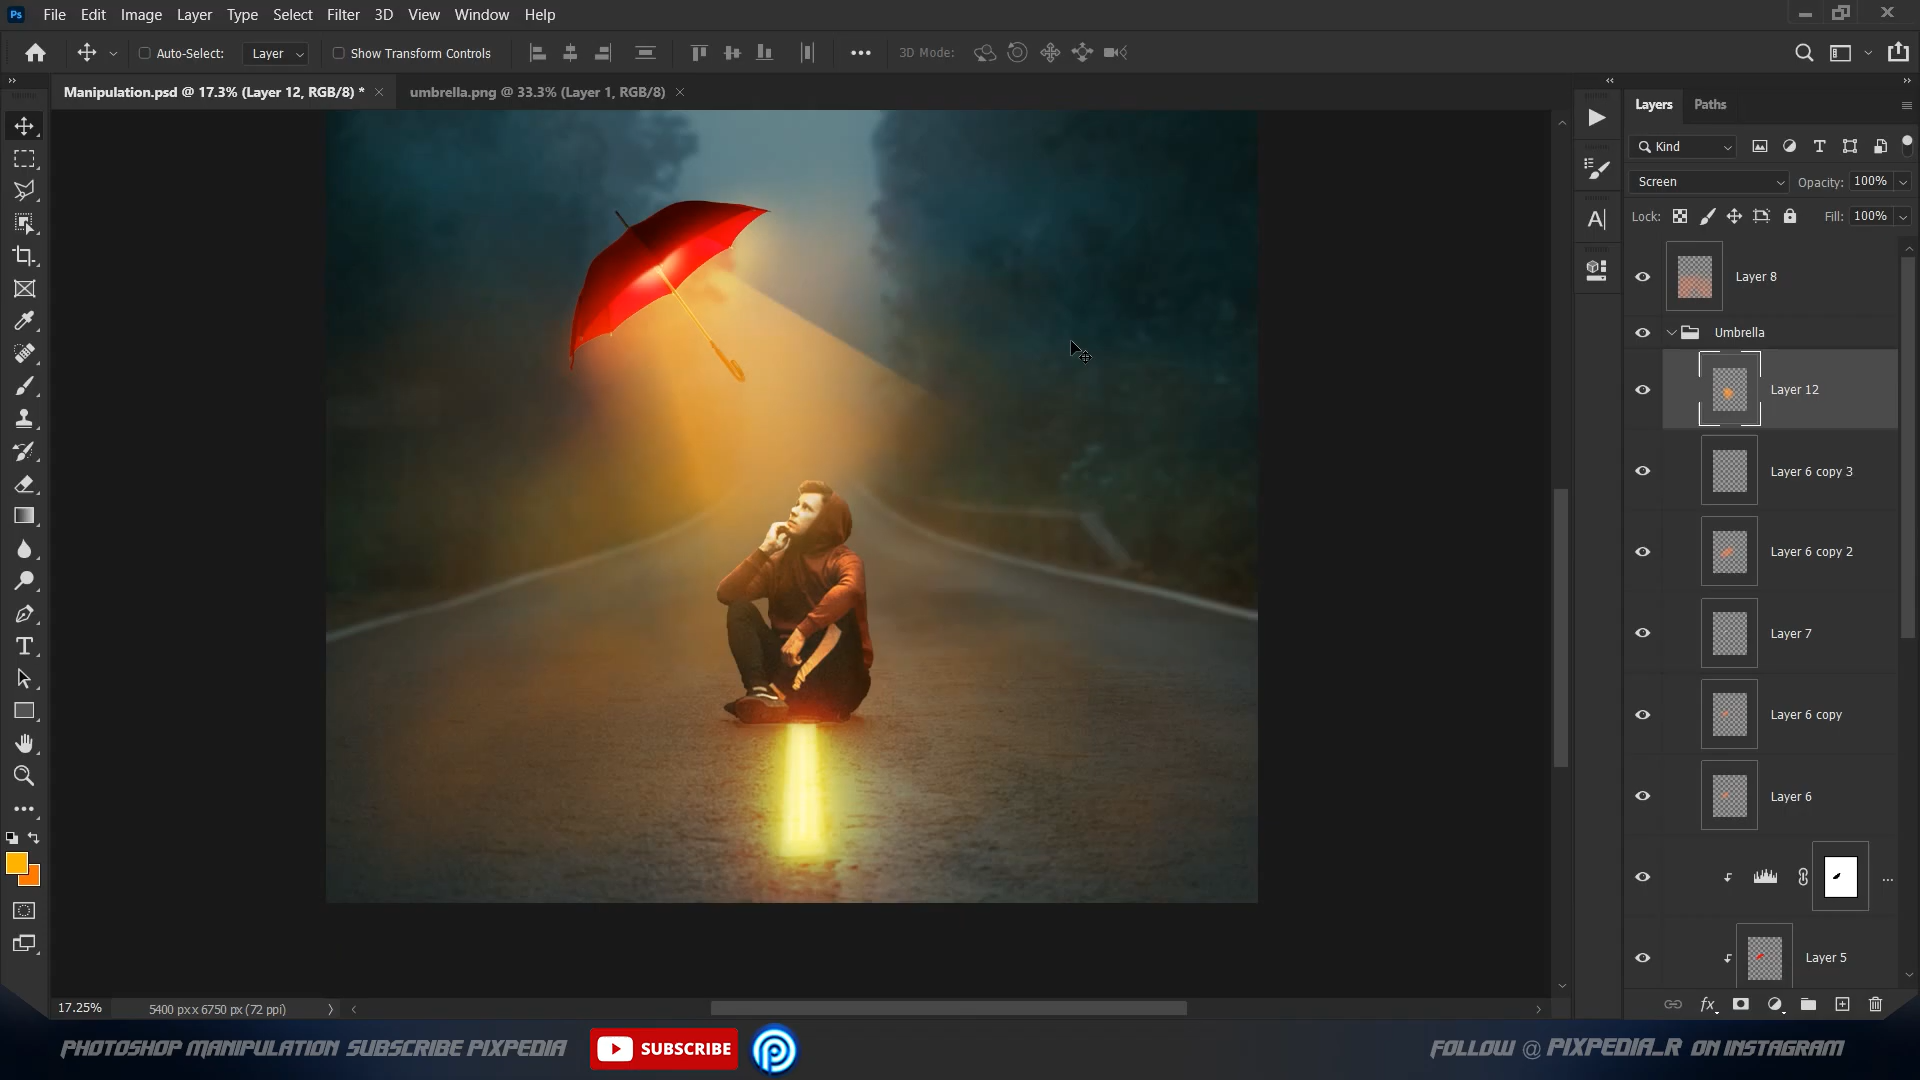 Ps File Edit Image Layer Type Select Filter 3D View Window Help
Auto-Select: Layer Show Transform Controls 3D Mode:
Manipulation.psd @ 17.3% (Layer 12, RGB/8) * umbrella.png @ 33.3% (Layer 1, RGB/8)
Layers Paths
Kind
Screen Opacity: 100%
Lock: Fill: 100%
Layer 8
Umbrella
Layer 12
Layer 6 copy 3
Layer 6 copy 2
Layer 7
Layer 6 copy
Layer 6
...
Layer 5
17.25% 5400 px x 6750 px (72 ppi)
PHOTOSHOP MANIPULATION SUBSCRIBE PIXPEDIA SUBSCRIBE FOLLOW @ PIXPEDIA_R ON INSTAGRAM